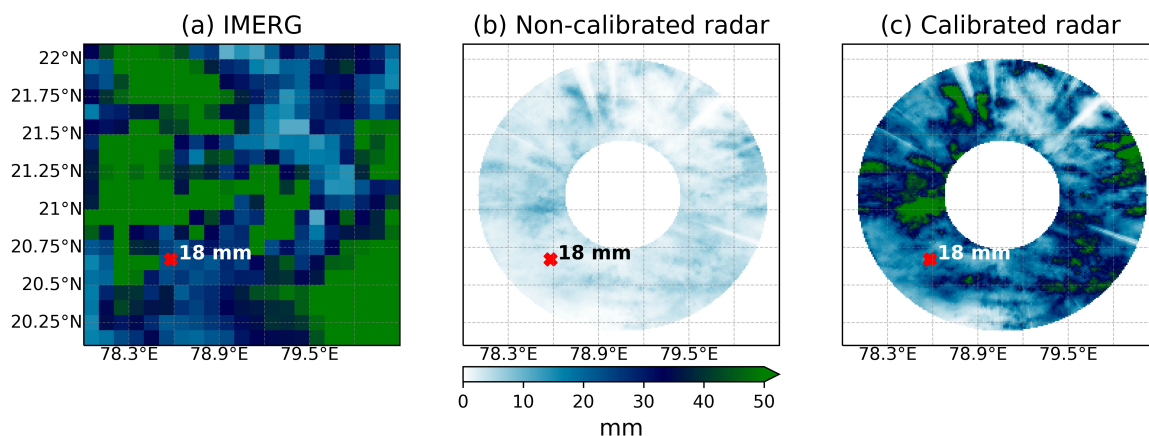 (a) IMERG
(b) Non-calibrated radar
(c) Calibrated radar
22°N
21.75°N
21.5°N
21.25°N
21°N
20.75°N
20.5°N
20.25°N
18 mm
18 mm
18 mm
78.3°E 78.9°E 79.5°E
78.3°E 78.9°E 79.5°E
78.3°E 78.9°E 79.5°E
0 10 20 30 40 50
mm